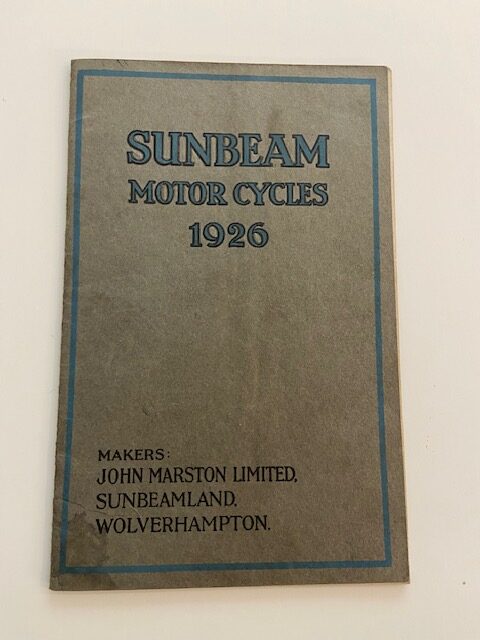 SUNBEAM
MOTOR CYCLES
1926
MAKERS:
JOHN MARSTON LIMITED,
SUNBEAMLAND,
WOLVERHAMPTON.